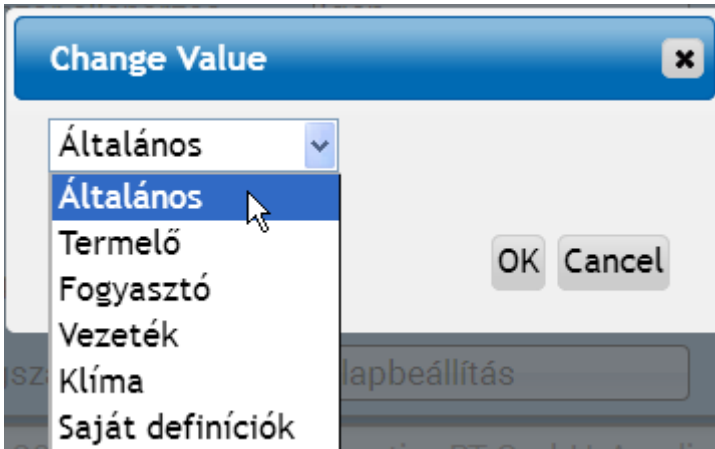 Change Value
Általános
Általános
Termelő
Fogyasztó
OK Cancel
Vezeték
Klíma
lapbeállítás
Saját definíciók